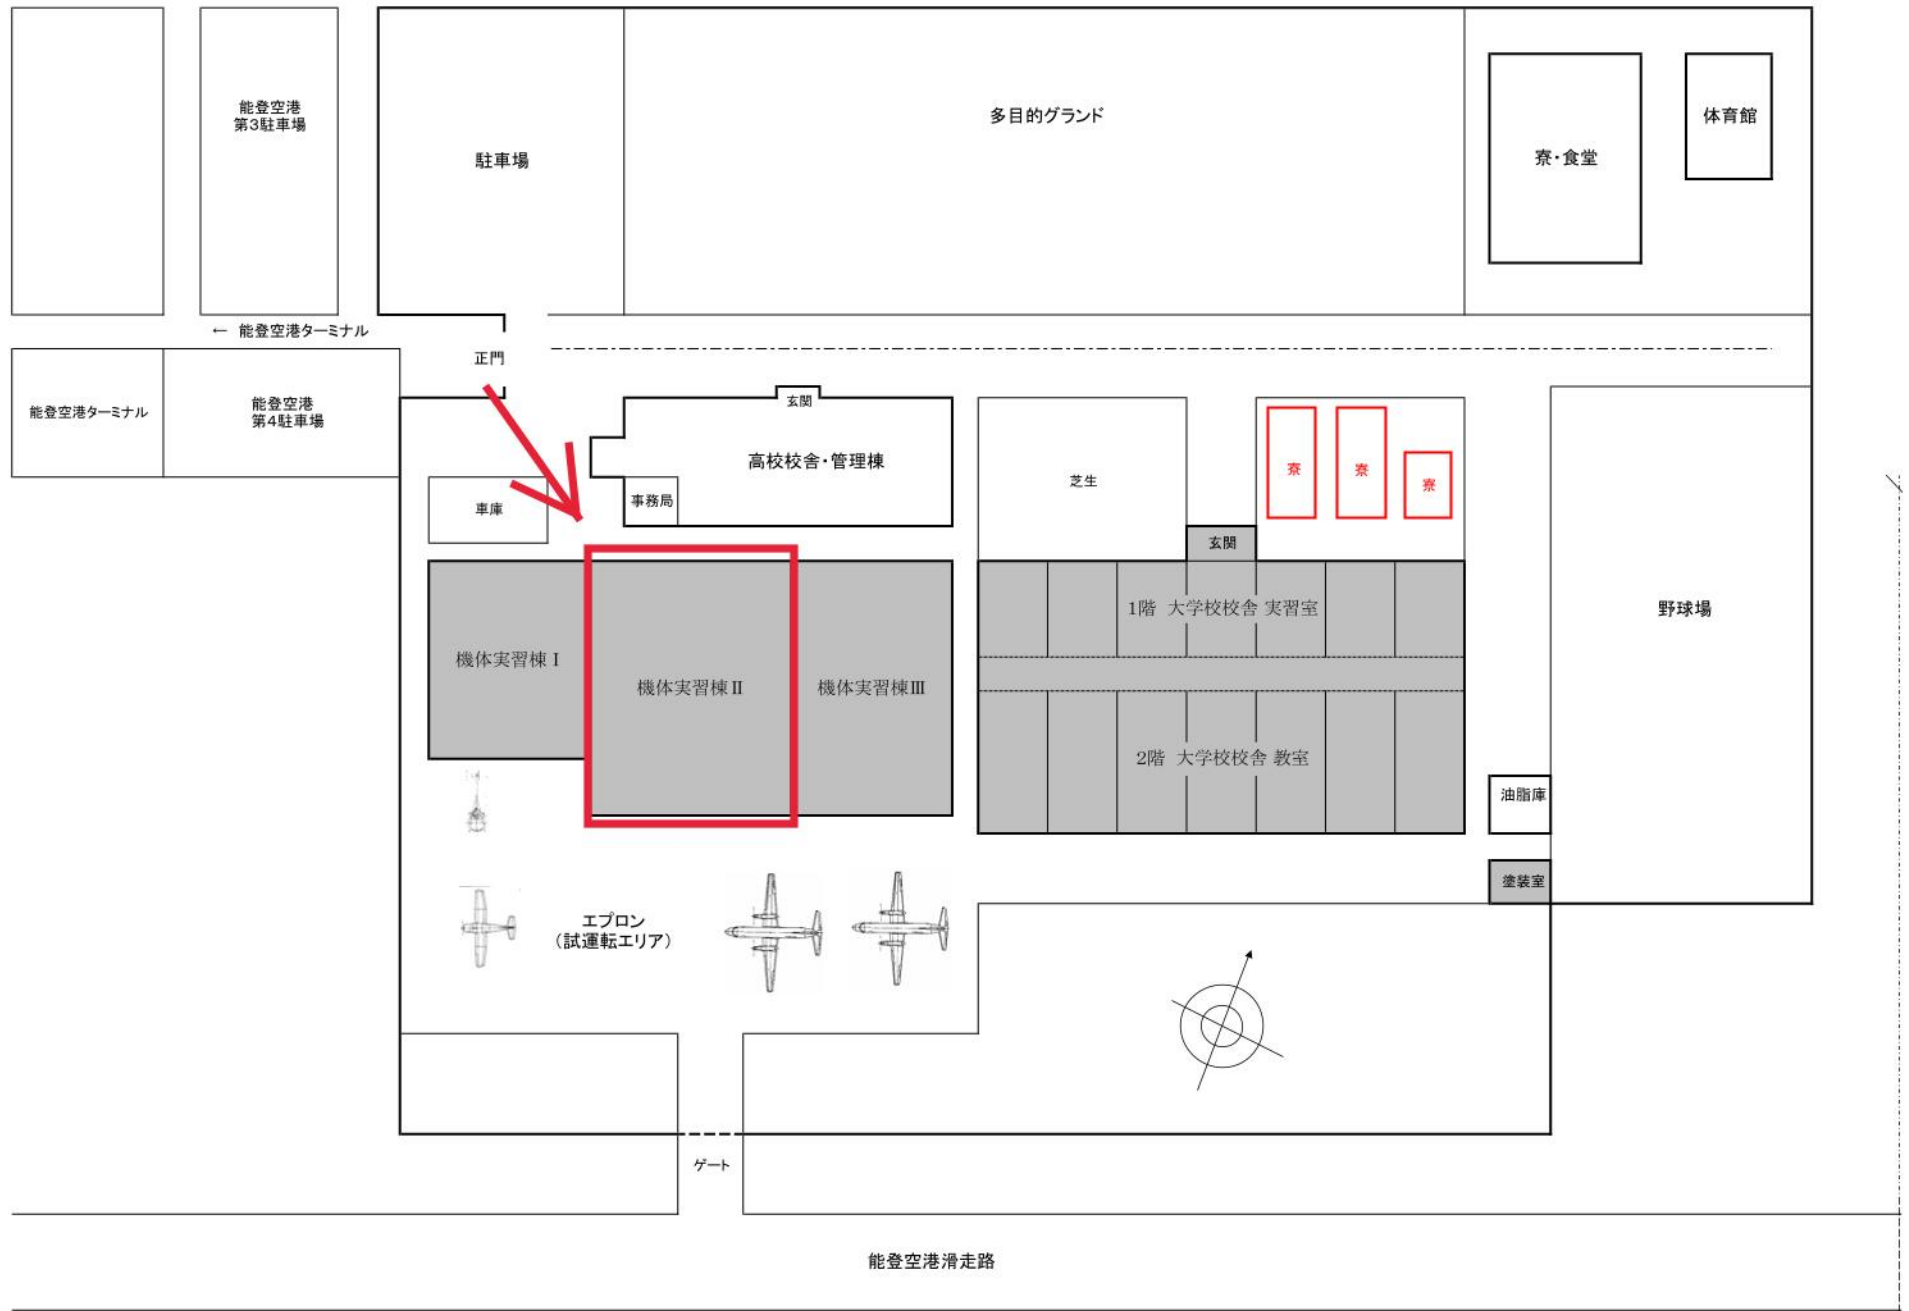 能登空港
第3駐車場
駐車場
多目的グランド
寮・食堂
体育館
← 能登空港ターミナル
正門
能登空港ターミナル
能登空港
第4駐車場
玄関
高校校舎・管理棟
事務局
車庫
芝生
寮
寮
寮
玄関
1階 大学校校舎 実習室
野球場
機体実習棟Ⅰ
機体実習棟Ⅱ
機体実習棟Ⅲ
2階 大学校校舎 教室
油脂庫
塗装室
エプロン
（試運転エリア）
ゲート
能登空港滑走路